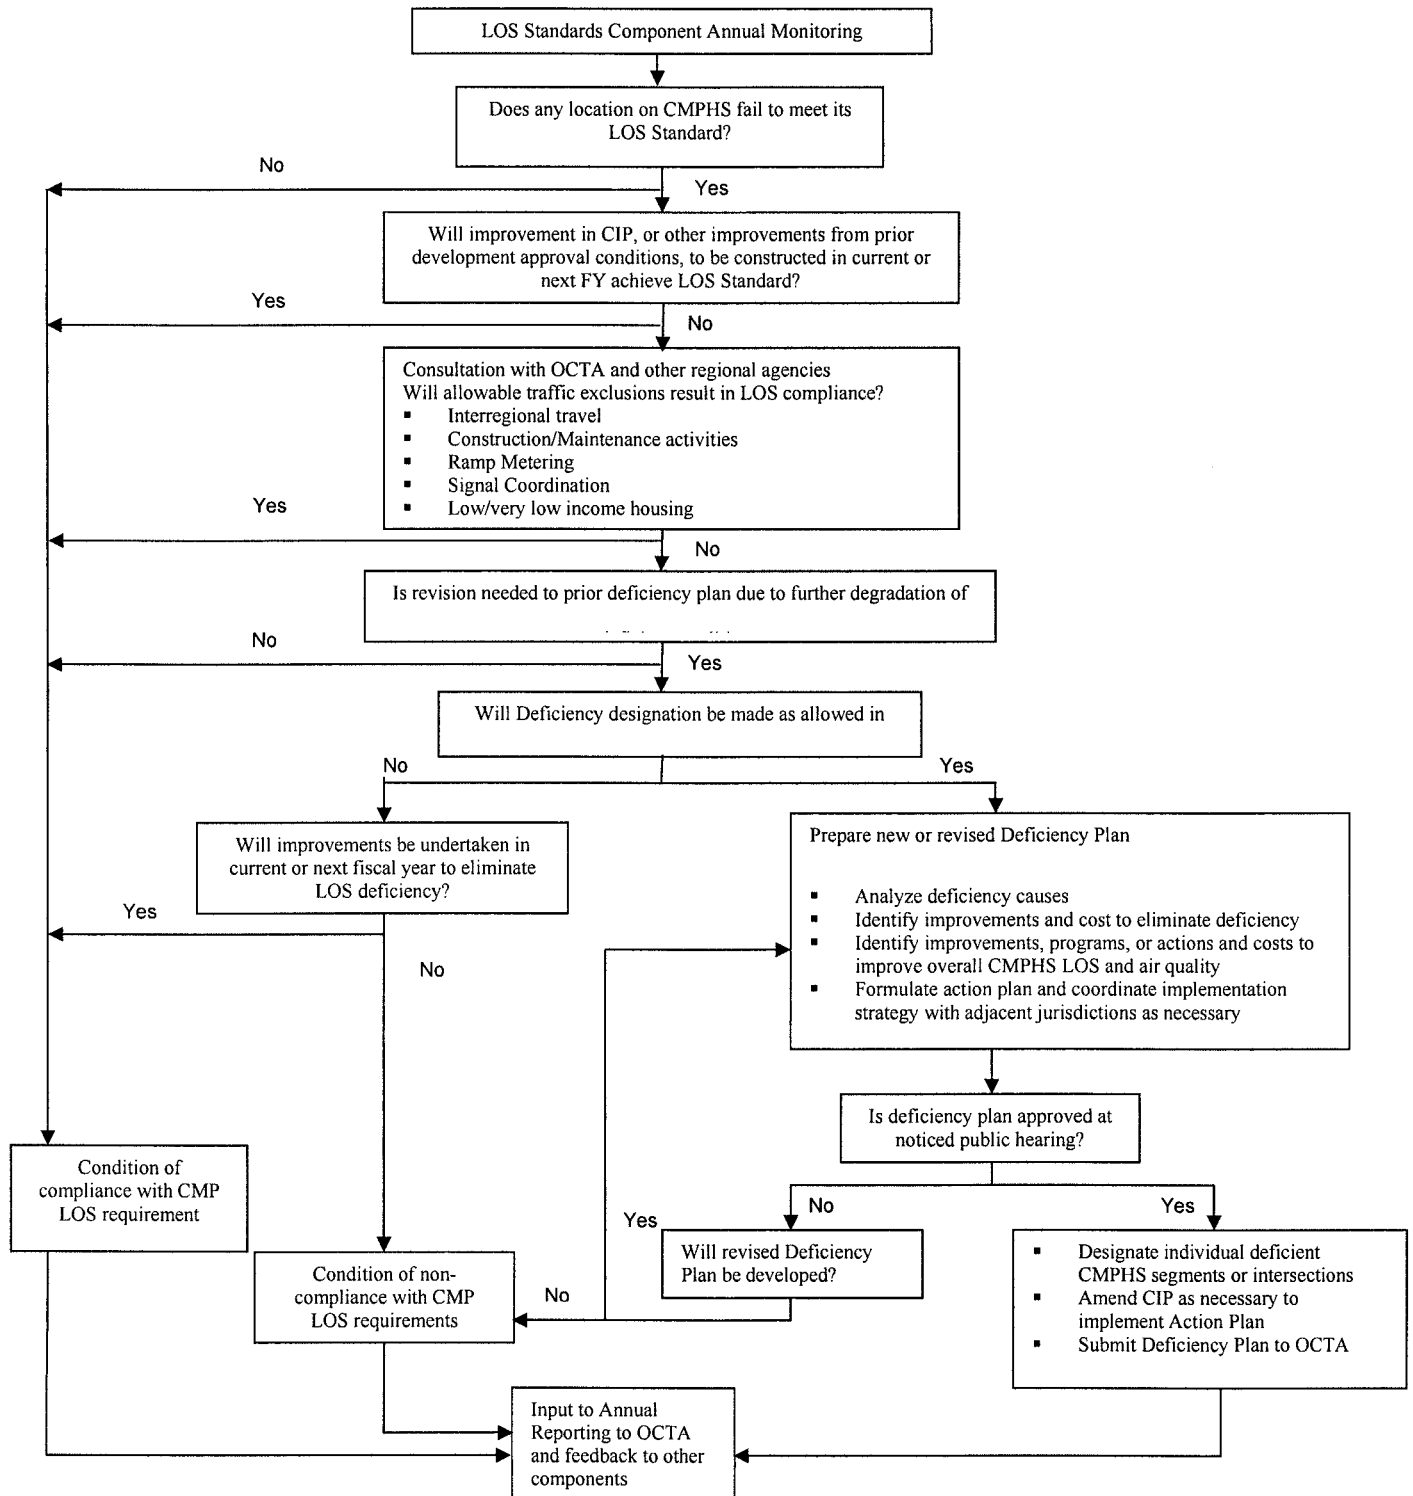 LOS Standards Component Annual Monitoring
Does any location on CMPHS fail to meet its
LOS Standard?
No
Yes
Will improvement in CIP, or other improvements from prior
development approval conditions, to be constructed in current or
next FY achieve LOS Standard?
Yes
No
Consultation with OCTA and other regional agencies
Will allowable traffic exclusions result in LOS compliance?
▪ Interregional travel
▪ Construction/Maintenance activities
▪ Ramp Metering
▪ Signal Coordination
▪ Low/very low income housing
Yes
No
Is revision needed to prior deficiency plan due to further degradation of
No
Yes
Will Deficiency designation be made as allowed in
No
Yes
Will improvements be undertaken in
current or next fiscal year to eliminate
LOS deficiency?
Yes
No
Prepare new or revised Deficiency Plan
▪ Analyze deficiency causes
▪ Identify improvements and cost to eliminate deficiency
▪ Identify improvements, programs, or actions and costs to
improve overall CMPHS LOS and air quality
▪ Formulate action plan and coordinate implementation
strategy with adjacent jurisdictions as necessary
Is deficiency plan approved at
noticed public hearing?
No
Yes
Condition of
compliance with CMP
LOS requirement
Yes
Will revised Deficiency
Plan be developed?
No
Condition of non-
compliance with CMP
LOS requirements
▪ Designate individual deficient
CMPHS segments or intersections
▪ Amend CIP as necessary to
implement Action Plan
▪ Submit Deficiency Plan to OCTA
Input to Annual
Reporting to OCTA
and feedback to other
components